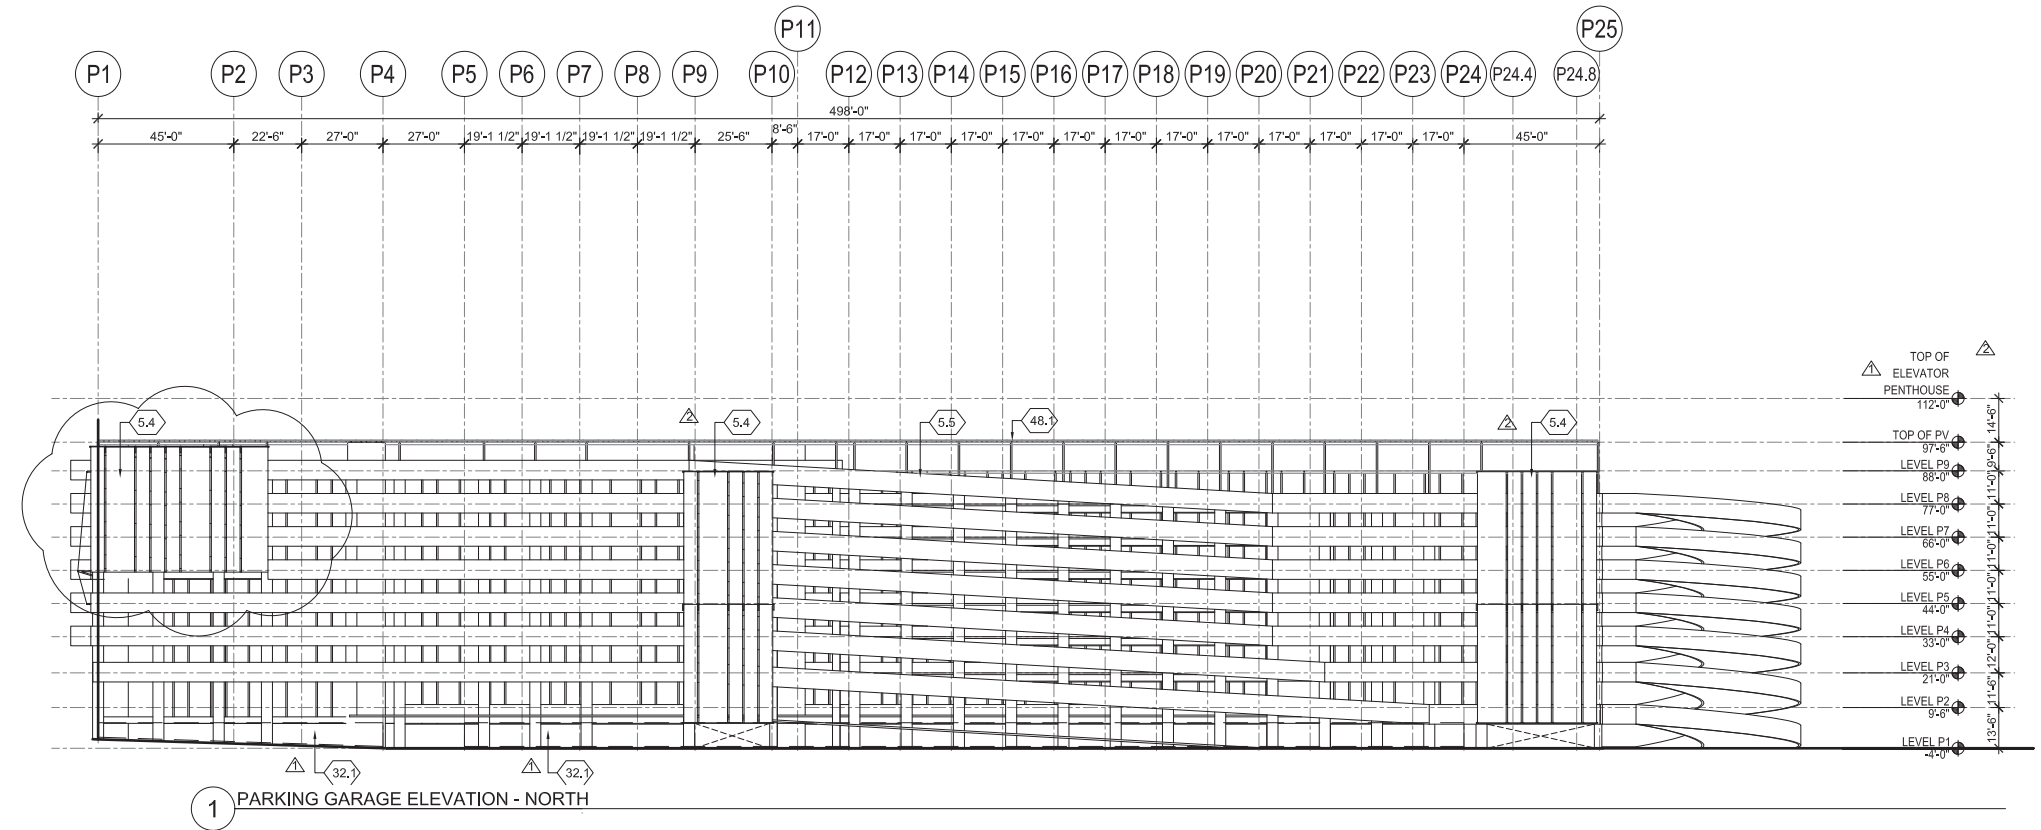 P11 P25
P1 P2 P3 P4 P5 P6 P7 P8 P9 P10 P12 P13 P14 P15 P16 P17 P18 P19 P20 P21 P22 P23 P24 P24.4 P24.8
498'-0"
45'-0" 22'-6" 27'-0" 27'-0" 19'-1 1/2" 19'-1 1/2" 19'-1 1/2" 19'-1 1/2" 25'-6" 8'-6" 17'-0" 17'-0" 17'-0" 17'-0" 17'-0" 17'-0" 17'-0" 17'-0" 17'-0" 17'-0" 17'-0" 17'-0" 17'-0" 45'-0"
2
TOP OF
1 ELEVATOR
PENTHOUSE
112'-0"
14'-6"
5.4 2 5.4 5.5 48.1 2 5.4
TOP OF PV
97'-6"
9'-6"
LEVEL P9
88'-0"
11'-0"
LEVEL P8
77'-0"
11'-0"
LEVEL P7
66'-0"
11'-0"
LEVEL P6
55'-0"
11'-0"
LEVEL P5
44'-0"
11'-0"
LEVEL P4
33'-0"
12'-0"
LEVEL P3
21'-0"
11'-6"
LEVEL P2
9'-6"
13'-6"
LEVEL P1
-4'-0"
1 32.1 1 32.1
1 PARKING GARAGE ELEVATION - NORTH